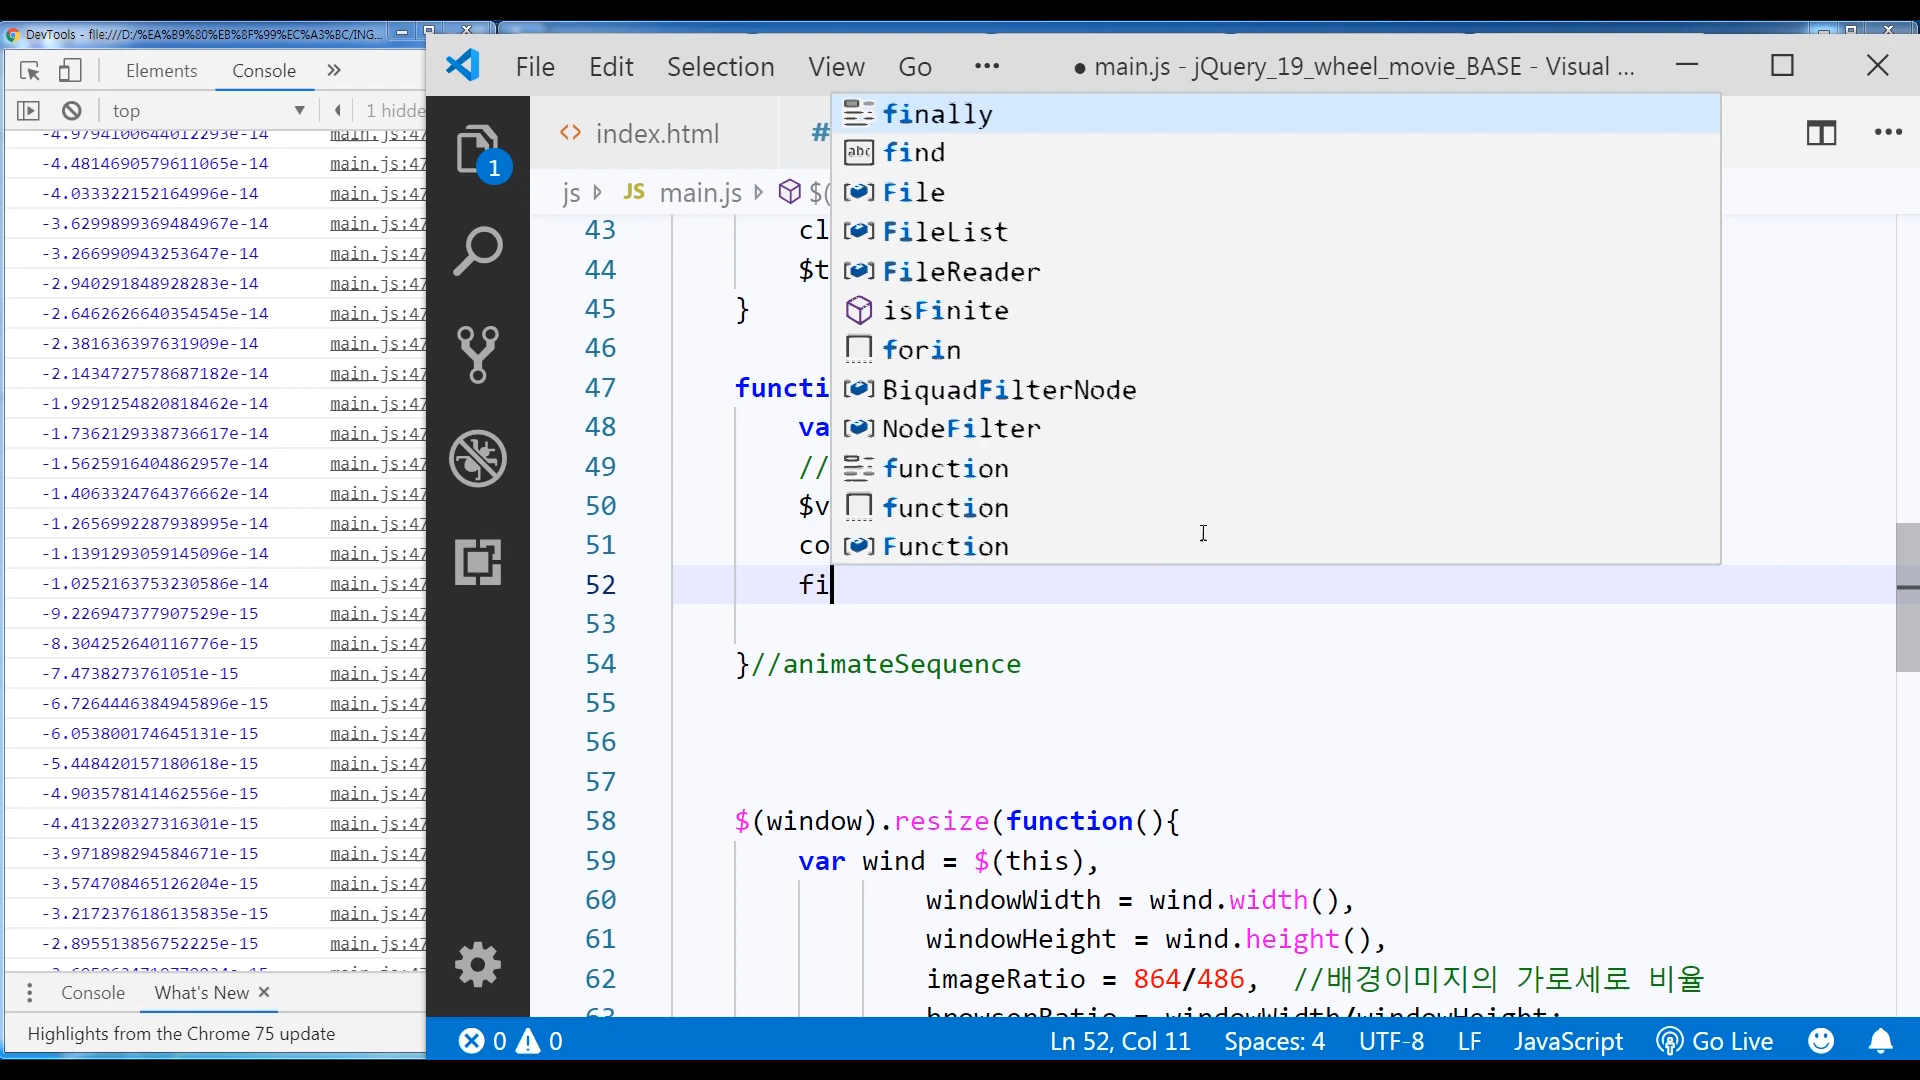 DevTools - file:///D:/%EA%B9%80%EB%8F%99%EC%A3%BC/ING...
Elements Console »
top 1 hidde
-4.979410064401​2293e-14 main.js:47
-4.4814690579611065e-14 main.js:47
-4.033322152164996e-14 main.js:47
-3.6299899369484967e-14 main.js:47
-3.266990943253647e-14 main.js:47
-2.940291848928283e-14 main.js:47
-2.6462626640354545e-14 main.js:47
-2.381636397631909e-14 main.js:47
-2.1434727578687182e-14 main.js:47
-1.9291254820818462e-14 main.js:47
-1.7362129338736617e-14 main.js:47
-1.5625916404862957e-14 main.js:47
-1.4063324764376662e-14 main.js:47
-1.2656992287938995e-14 main.js:47
-1.1391293059145096e-14 main.js:47
-1.0252163753230586e-14 main.js:47
-9.226947377907529e-15 main.js:47
-8.304252640116776e-15 main.js:47
-7.4738273761051e-15 main.js:47
-6.7264446384945896e-15 main.js:47
-6.053800174645131e-15 main.js:47
-5.448420157180618e-15 main.js:47
-4.903578141462556e-15 main.js:47
-4.413220327316301e-15 main.js:47
-3.971898294584671e-15 main.js:47
-3.574708465126204e-15 main.js:47
-3.2172376186135835e-15 main.js:47
-2.895513856752225e-15 main.js:47
Console What's New ×
Highlights from the Chrome 75 update
File Edit Selection View Go ···
● main.js - jQuery_19_wheel_movie_BASE - Visual ...
1
<> index.html #
js JS main.js $(
finally
find
File
FileList
FileReader
isFinite
forin
BiquadFilterNode
NodeFilter
function
function
Function
43 cl
44 $t
45 }
46
47 functi
48 va
49 //
50 $v
51 co
52 fi
53
54 }//animateSequence
55
56
57
58 $(window).resize(function(){
59 var wind = $(this),
60 windowWidth = wind.width(),
61 windowHeight = wind.height(),
62 imageRatio = 864/486, //배경이미지의 가로세로 비율
63 browserRatio = windowWidth/windowHeight;
0 0 Ln 52, Col 11 Spaces: 4 UTF-8 LF JavaScript Go Live